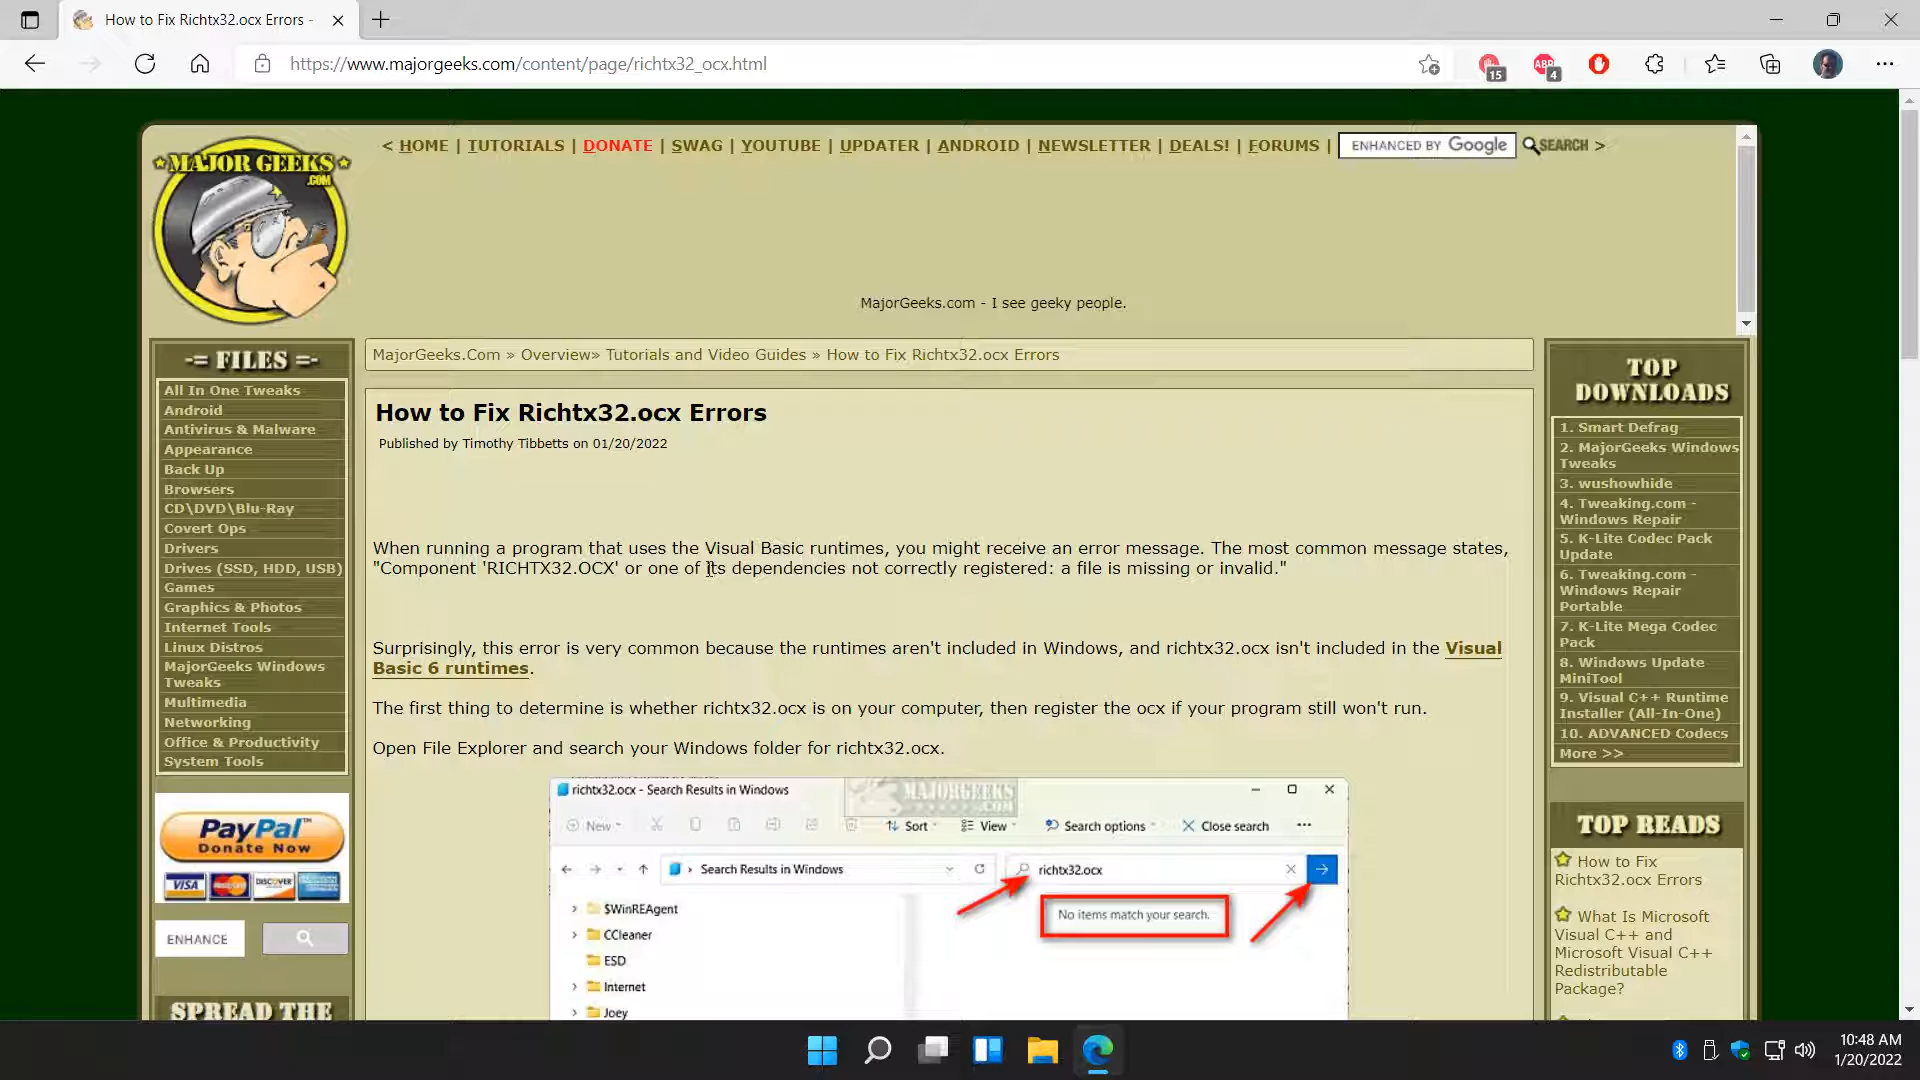 How to Fix Richtx32.ocx Errors -
https://www.majorgeeks.com/content/page/richtx32_ocx.html
15
ABP
4
MAJOR GEEKS
.COM
< HOME | TUTORIALS | DONATE | SWAG | YOUTUBE | UPDATER | ANDROID | NEWSLETTER | DEALS! | FORUMS |
ENHANCED BY Google
SEARCH >
MajorGeeks.com - I see geeky people.
-= FILES =-
All In One Tweaks
Android
Antivirus & Malware
Appearance
Back Up
Browsers
CD\DVD\Blu-Ray
Covert Ops
Drivers
Drives (SSD, HDD, USB)
Games
Graphics & Photos
Internet Tools
Linux Distros
MajorGeeks Windows
Tweaks
Multimedia
Networking
Office & Productivity
System Tools
PayPal™
Donate Now
VISA
MasterCard
DISCOVER
ENHANCE
SPREAD THE
MajorGeeks.Com » Overview» Tutorials and Video Guides » How to Fix Richtx32.ocx Errors
How to Fix Richtx32.ocx Errors
Published by Timothy Tibbetts on 01/20/2022
When running a program that uses the Visual Basic runtimes, you might receive an error message. The most common message states,
"Component 'RICHTX32.OCX' or one of its dependencies not correctly registered: a file is missing or invalid."
Surprisingly, this error is very common because the runtimes aren't included in Windows, and richtx32.ocx isn't included in the Visual
Basic 6 runtimes.
The first thing to determine is whether richtx32.ocx is on your computer, then register the ocx if your program still won't run.
Open File Explorer and search your Windows folder for richtx32.ocx.
richtx32.ocx - Search Results in Windows
MAJORGEEKS
.COM
New
Sort
View
Search options
Close search
Search Results in Windows
richtx32.ocx
No items match your search.
$WinREAgent
CCleaner
ESD
Internet
Joey
TOP
DOWNLOADS
1. Smart Defrag
2. MajorGeeks Windows
Tweaks
3. wushowhide
4. Tweaking.com -
Windows Repair
5. K-Lite Codec Pack
Update
6. Tweaking.com -
Windows Repair
Portable
7. K-Lite Mega Codec
Pack
8. Windows Update
MiniTool
9. Visual C++ Runtime
Installer (All-In-One)
10. ADVANCED Codecs
More >>
TOP READS
How to Fix
Richtx32.ocx Errors
What Is Microsoft
Visual C++ and
Microsoft Visual C++
Redistributable
Package?
10:48 AM
1/20/2022